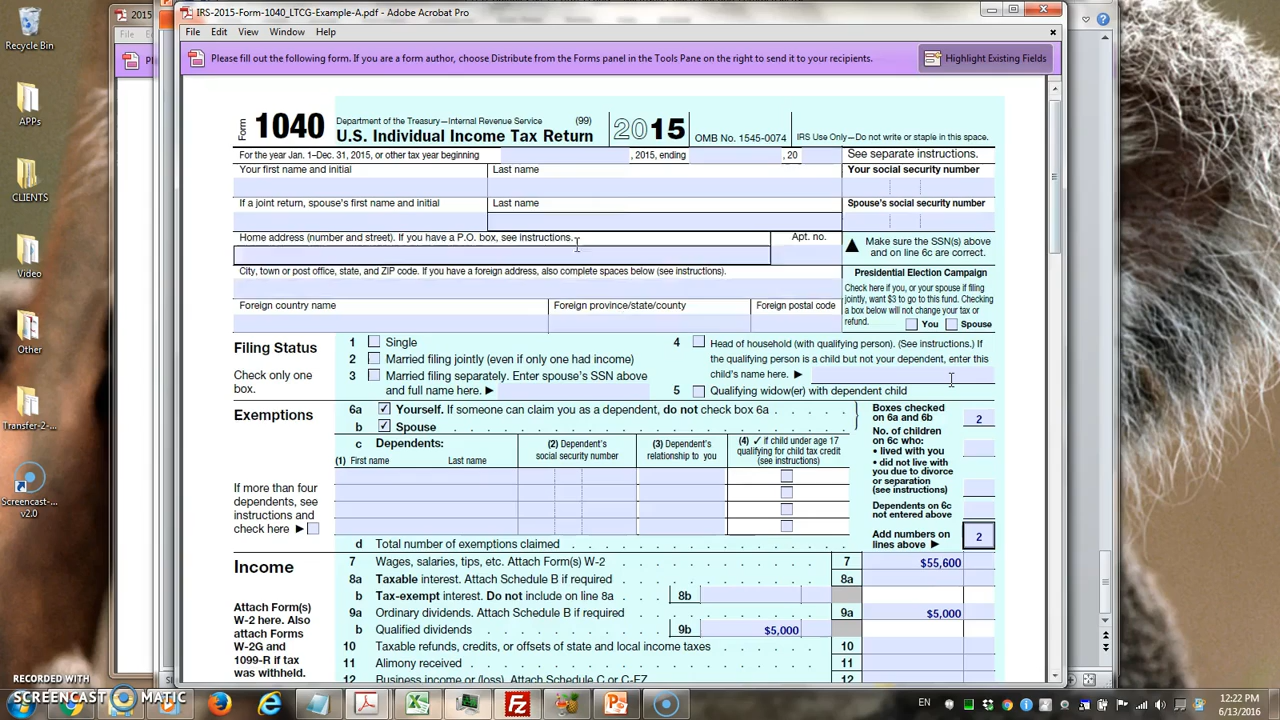 Recycle Bin
APPs
CLIENTS
Video
Other
Transfer-2-...
Screencast-...
v2.0
2015
File
IRS-2015-Form-1040_LTCG-Example-A.pdf - Adobe Acrobat Pro
File Edit View Window Help
Please fill out the following form. If you are a form author, choose Distribute from the Forms panel in the Tools Pane on the right to send it to your recipients.
Highlight Existing Fields
Form 1040
Department of the Treasury—Internal Revenue Service (99)
U.S. Individual Income Tax Return
2015
OMB No. 1545-0074
IRS Use Only—Do not write or staple in this space.
For the year Jan. 1–Dec. 31, 2015, or other tax year beginning , 2015, ending , 20
See separate instructions.
Your first name and initial
Last name
Your social security number
If a joint return, spouse's first name and initial
Last name
Spouse's social security number
Home address (number and street). If you have a P.O. box, see instructions.
Apt. no.
▲ Make sure the SSN(s) above
and on line 6c are correct.
City, town or post office, state, and ZIP code. If you have a foreign address, also complete spaces below (see instructions).
Presidential Election Campaign
Check here if you, or your spouse if filing
jointly, want $3 to go to this fund. Checking
a box below will not change your tax or
refund. You Spouse
Foreign country name
Foreign province/state/county
Foreign postal code
Filing Status
Check only one
box.
1 Single
2 Married filing jointly (even if only one had income)
3 Married filing separately. Enter spouse's SSN above
and full name here. ▶
4 Head of household (with qualifying person). (See instructions.) If
the qualifying person is a child but not your dependent, enter this
child's name here. ▶
5 Qualifying widow(er) with dependent child
Exemptions
6a ✓ Yourself. If someone can claim you as a dependent, do not check box 6a . . . . .
b ✓ Spouse . . . . . . . . . . . . . . . . . . . . . . . .
Boxes checked
on 6a and 6b 2
c Dependents:
(1) First name Last name
(2) Dependent's
social security number
(3) Dependent's
relationship to you
(4) ✓ if child under age 17
qualifying for child tax credit
(see instructions)
No. of children
on 6c who:
• lived with you
• did not live with
you due to divorce
or separation
(see instructions)
Dependents on 6c
not entered above
If more four
dependents, see
instructions and
check here ▶
d Total number of exemptions claimed . . . . . . . . . . . . . . . . .
Add numbers on
lines above ▶ 2
Income
Attach Form(s)
W-2 here. Also
attach Forms
W-2G and
1099-R if tax
was withheld.
7 Wages, salaries, tips, etc. Attach Form(s) W-2 . . . . . . . . . . . . 7 $55,600
8a Taxable interest. Attach Schedule B if required . . . . . . . . . . . . 8a
b Tax-exempt interest. Do not include on line 8a . . . 8b
9a Ordinary dividends. Attach Schedule B if required . . . . . . . . . . . 9a $5,000
b Qualified dividends . . . . . . . . . . . 9b $5,000
10 Taxable refunds, credits, or offsets of state and local income taxes . . . . . . 10
11 Alimony received . . . . . . . . . . . . . . . . . . . . . 11
12 Business income or (loss). Attach Schedule C or C-EZ . . . . . . . . . . 12
RECORDED WITH
SCREENCAST MATIC
EN
12:22 PM
6/13/2016